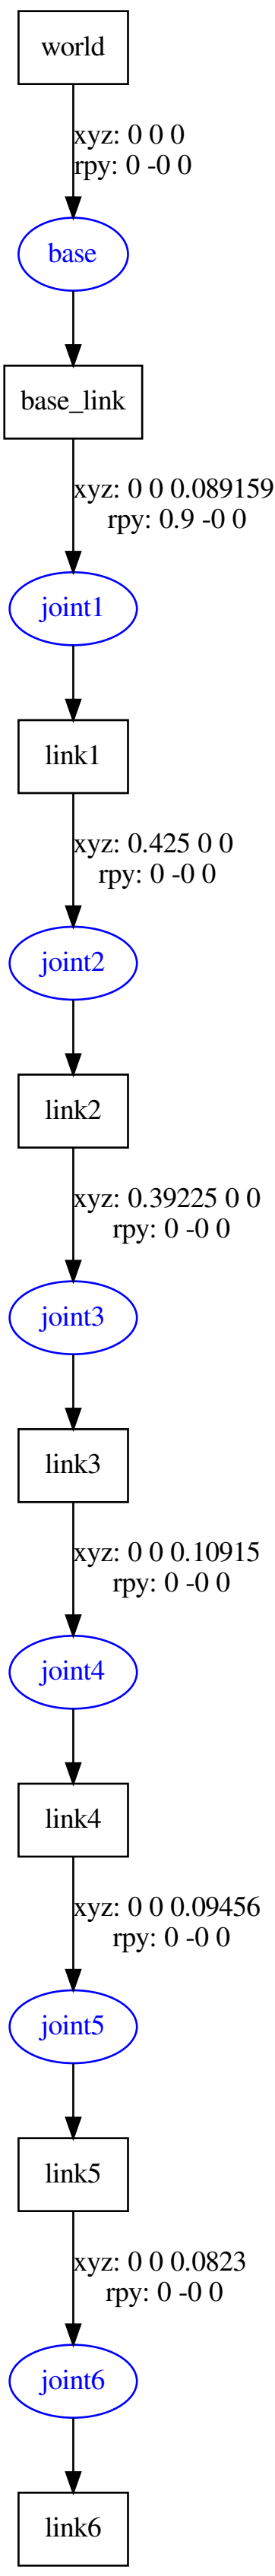 world
xyz: 0 0 0
rpy: 0 -0 0
base
base_link
xyz: 0 0 0.089159
rpy: 0.9 -0 0
joint1
link1
xyz: 0.425 0 0
rpy: 0 -0 0
joint2
link2
xyz: 0.39225 0 0
rpy: 0 -0 0
joint3
link3
xyz: 0 0 0.10915
rpy: 0 -0 0
joint4
link4
xyz: 0 0 0.09456
rpy: 0 -0 0
joint5
link5
xyz: 0 0 0.0823
rpy: 0 -0 0
joint6
link6